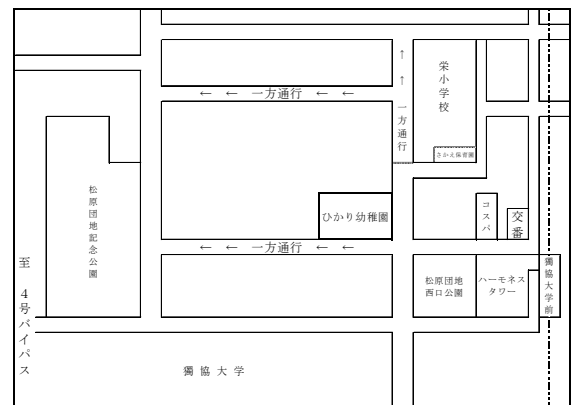 栄小学校
↑
↑
一方通行
← ← 一方通行 ← ←
さかえ保育園
松原団地記念公園
ひかり幼稚園
コスパ
交番
← ← 一方通行 ← ←
至 4号バイパス
松原団地
西口公園
ハーモネス
タワー
獨協大学前
獨協大学